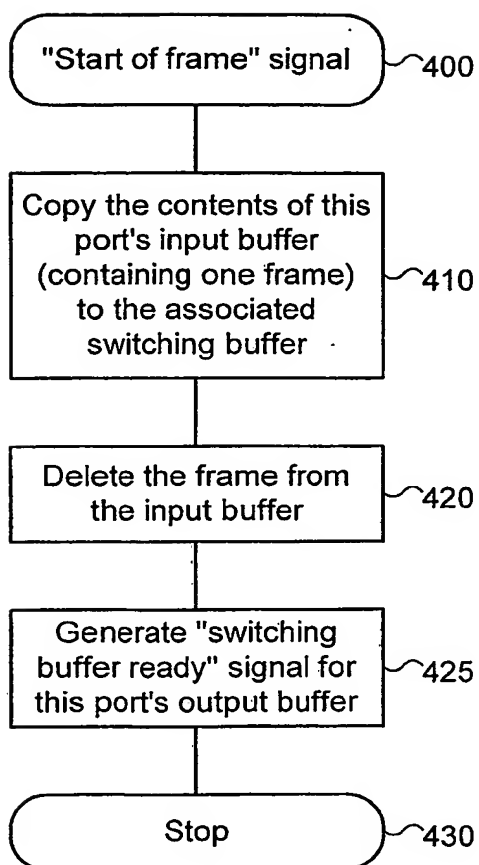 "Start of frame" signal
400
Copy the contents of this
port's input buffer
(containing one frame)
to the associated
switching buffer
410
Delete the frame from
the input buffer
420
Generate "switching
buffer ready" signal for
this port's output buffer
425
Stop
430